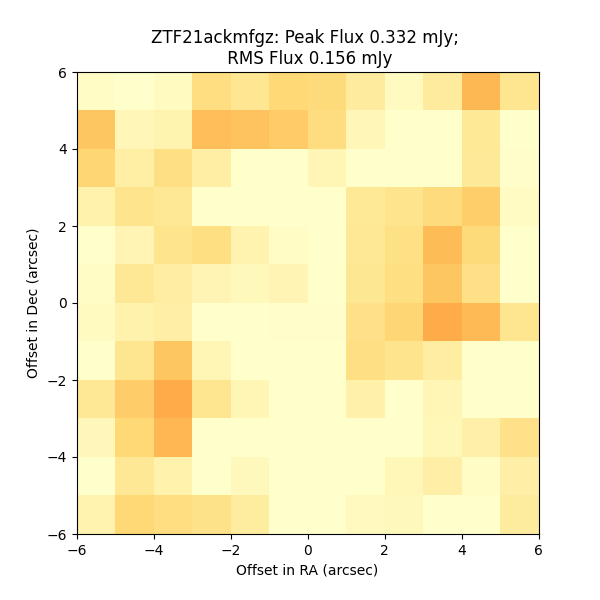 ZTF21ackmfgz: Peak Flux 0.332 mJy;
RMS Flux 0.156 mJy
6
4
2
0
−2
−4
−6
Offset in Dec (arcsec)
−6 −4 −2 0 2 4 6
Offset in RA (arcsec)